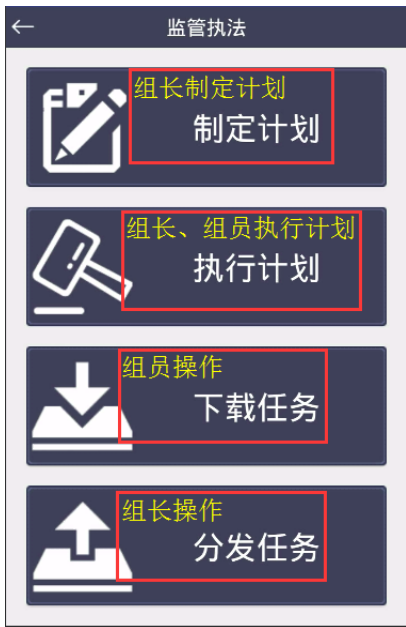 监管执法
组长制定计划
制定计划
组长、组员执行计划
执行计划
组员操作
下载任务
组长操作
分发任务